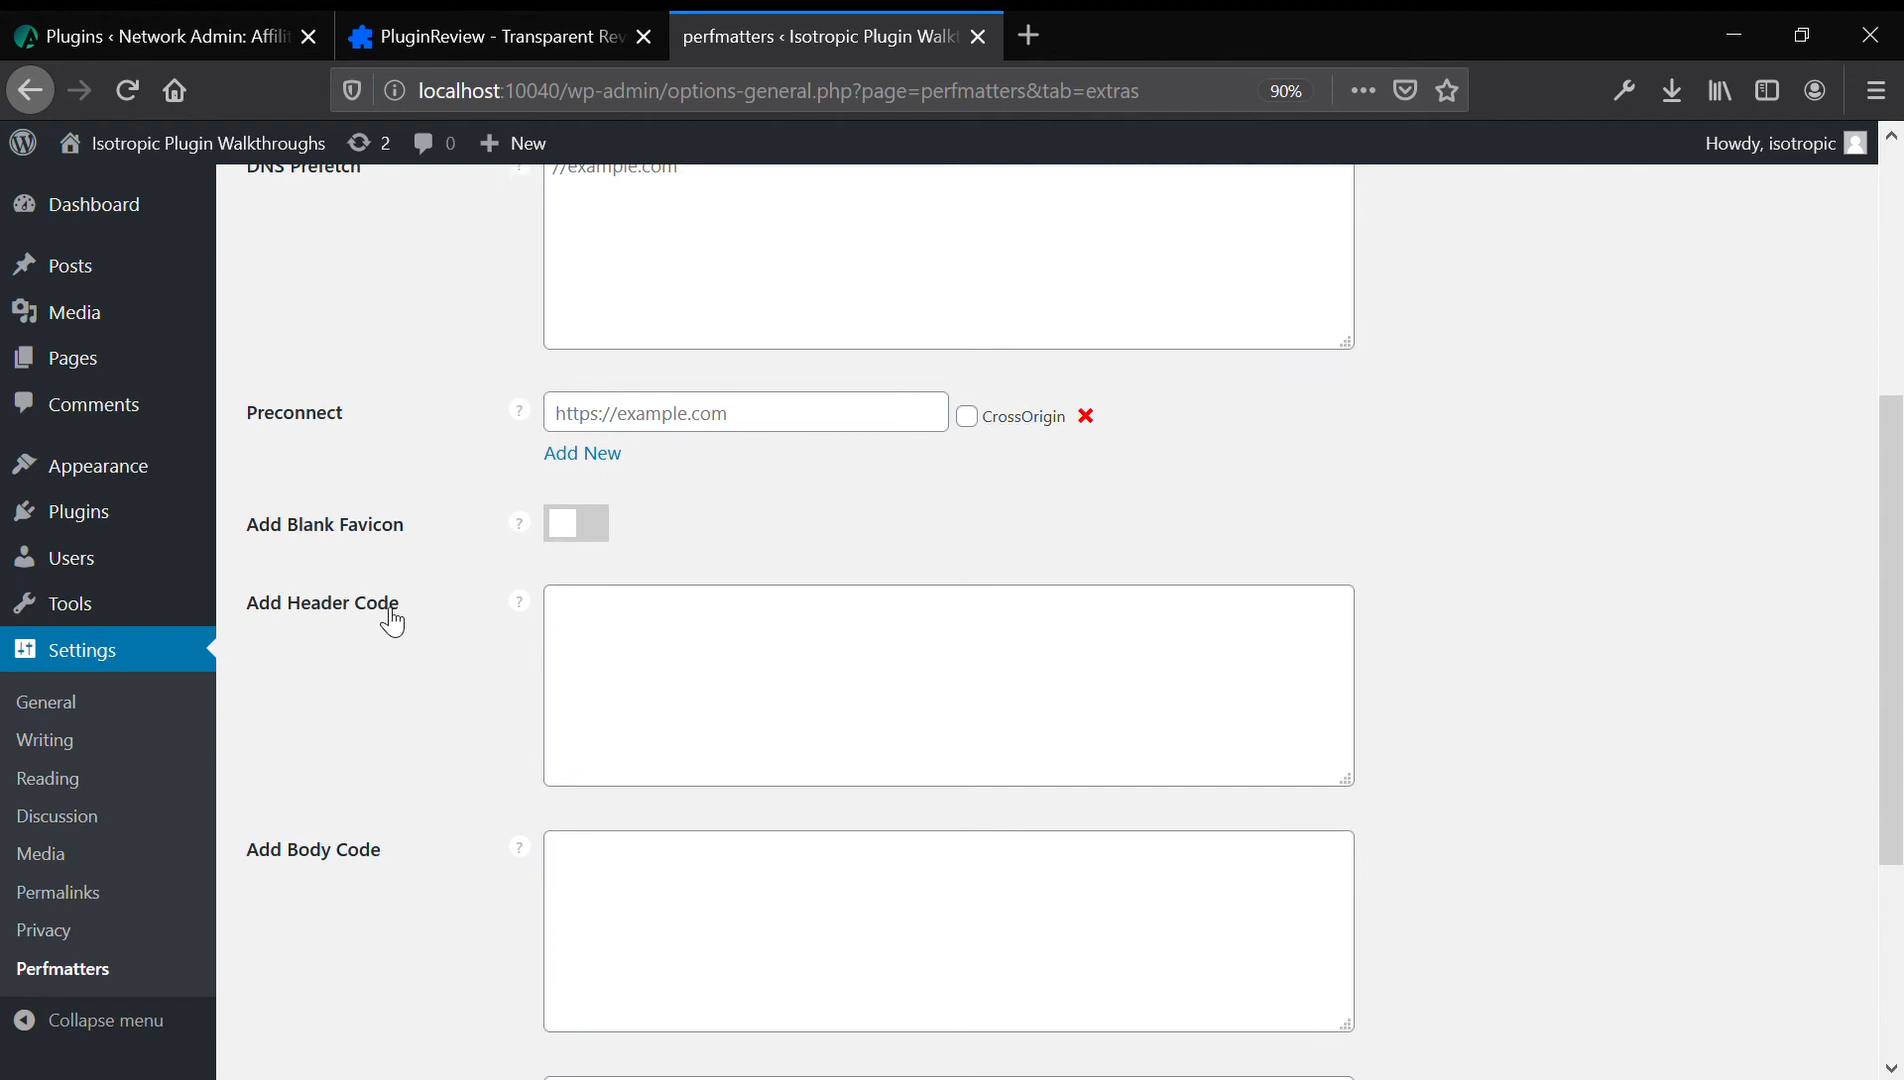 Plugins ‹ Network Admin: Affili
PluginReview - Transparent Rev
perfmatters ‹ Isotropic Plugin Walkt
localhost:10040/wp-admin/options-general.php?page=perfmatters&tab=extras
90%
Isotropic Plugin Walkthroughs
2
0
+ New
Howdy, isotropic
Dashboard
Posts
Media
Pages
Comments
Appearance
Plugins
Users
Tools
Settings
General
Writing
Reading
Discussion
Media
Permalinks
Privacy
Perfmatters
Collapse menu
DNS Prefetch
?
//example.com
Preconnect
?
https://example.com
CrossOrigin
Add New
Add Blank Favicon
?
Add Header Code
?
Add Body Code
?